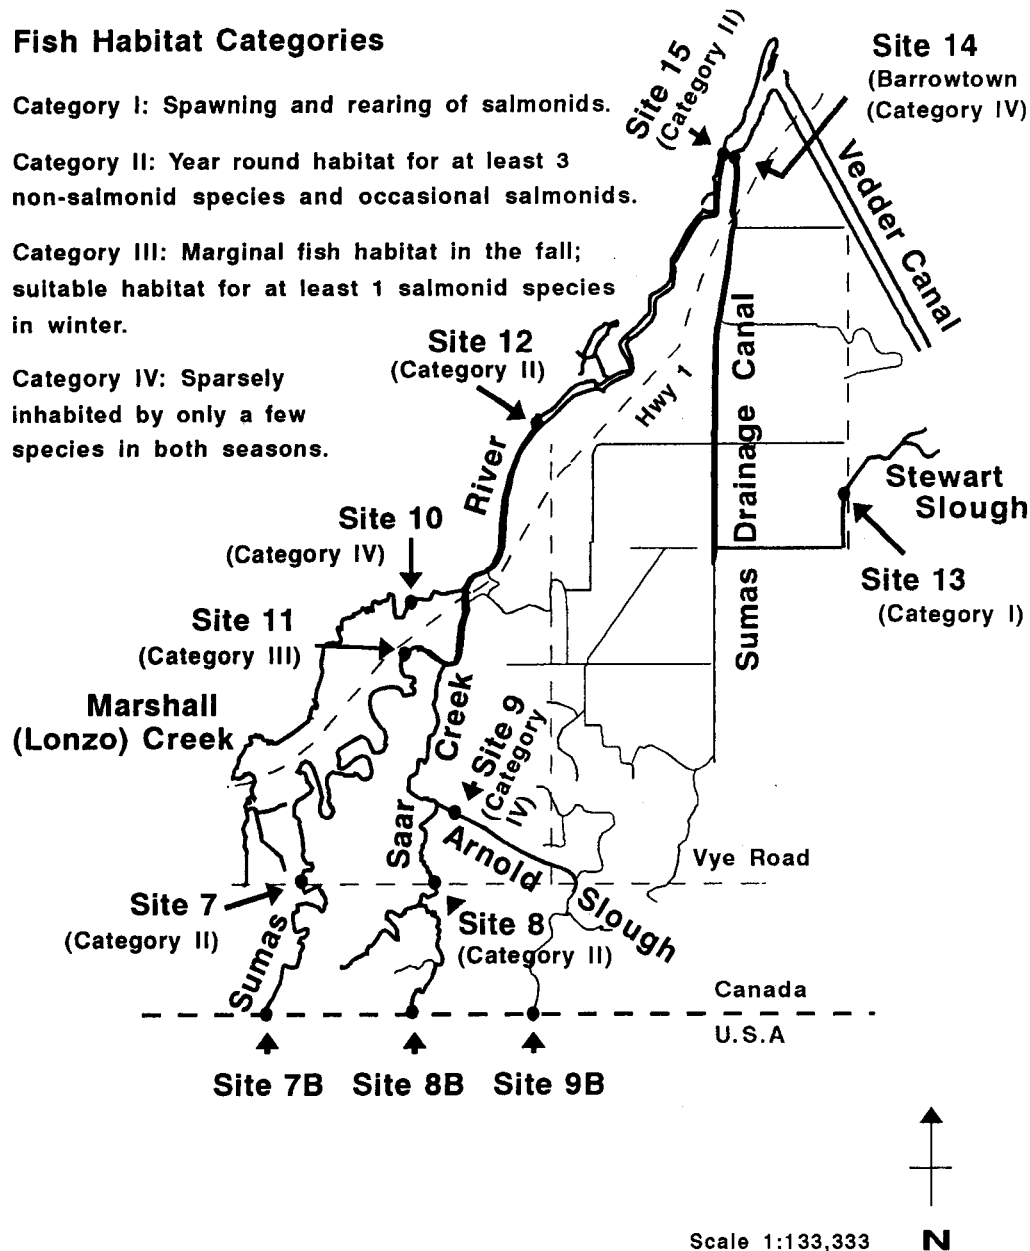 Fish Habitat Categories
Category I: Spawning and rearing of salmonids.
Category II: Year round habitat for at least 3
non-salmonid species and occasional salmonids.
Category III: Marginal fish habitat in the fall;
suitable habitat for at least 1 salmonid species
in winter.
Category IV: Sparsely
inhabited by only a few
species in both seasons.
Site 15
(Category II)
Site 14
(Barrowtown
(Category IV)
Vedder Canal
Site 12
(Category II)
Hwy 1
Sumas Drainage Canal
River
Stewart
Slough
Site 10
(Category IV)
Site 13
(Category I)
Site 11
(Category III)
Marshall
(Lonzo) Creek
Creek
Site 9
(Category
IV)
Saar
Arnold
Slough
Vye Road
Site 7
(Category II)
Site 8
(Category II)
Sumas
Canada
U.S.A
Site 7B
Site 8B
Site 9B
Scale 1:133,333
N